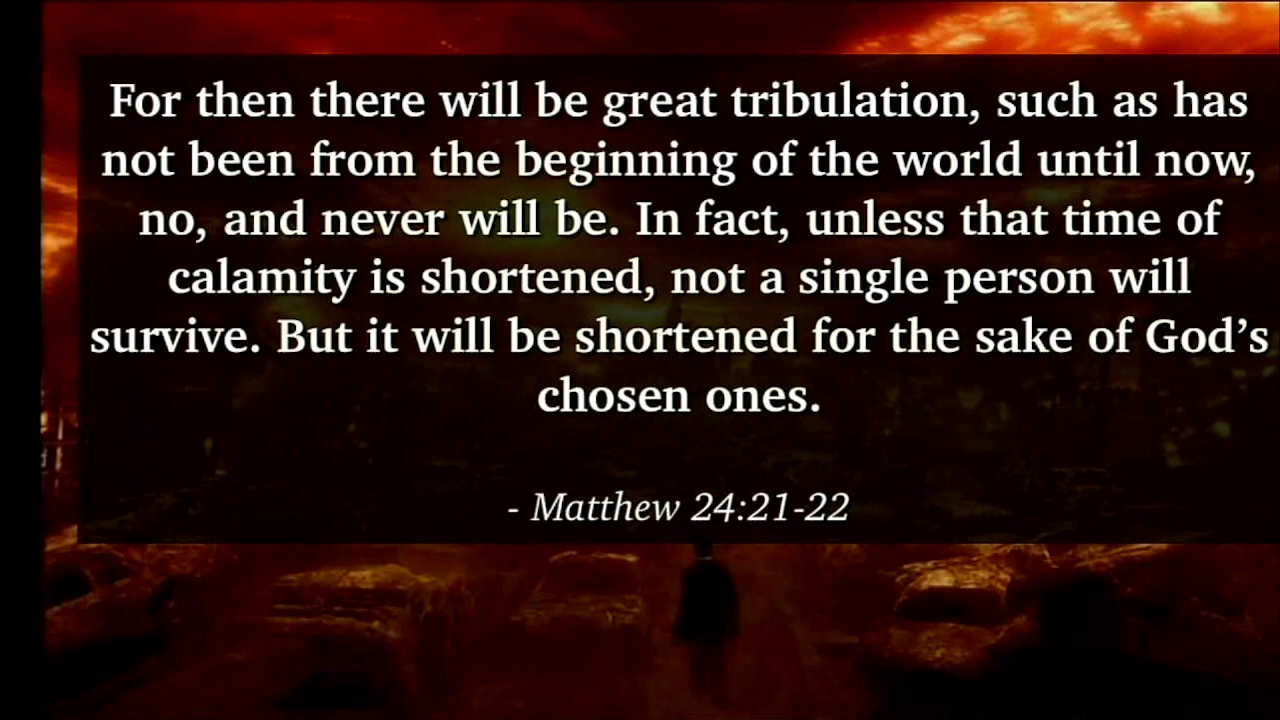 For then there will be great tribulation, such as has
not been from the beginning of the world until now,
no, and never will be. In fact, unless that time of
calamity is shortened, not a single person will
survive. But it will be shortened for the sake of God’s
chosen ones.
- Matthew 24:21-22